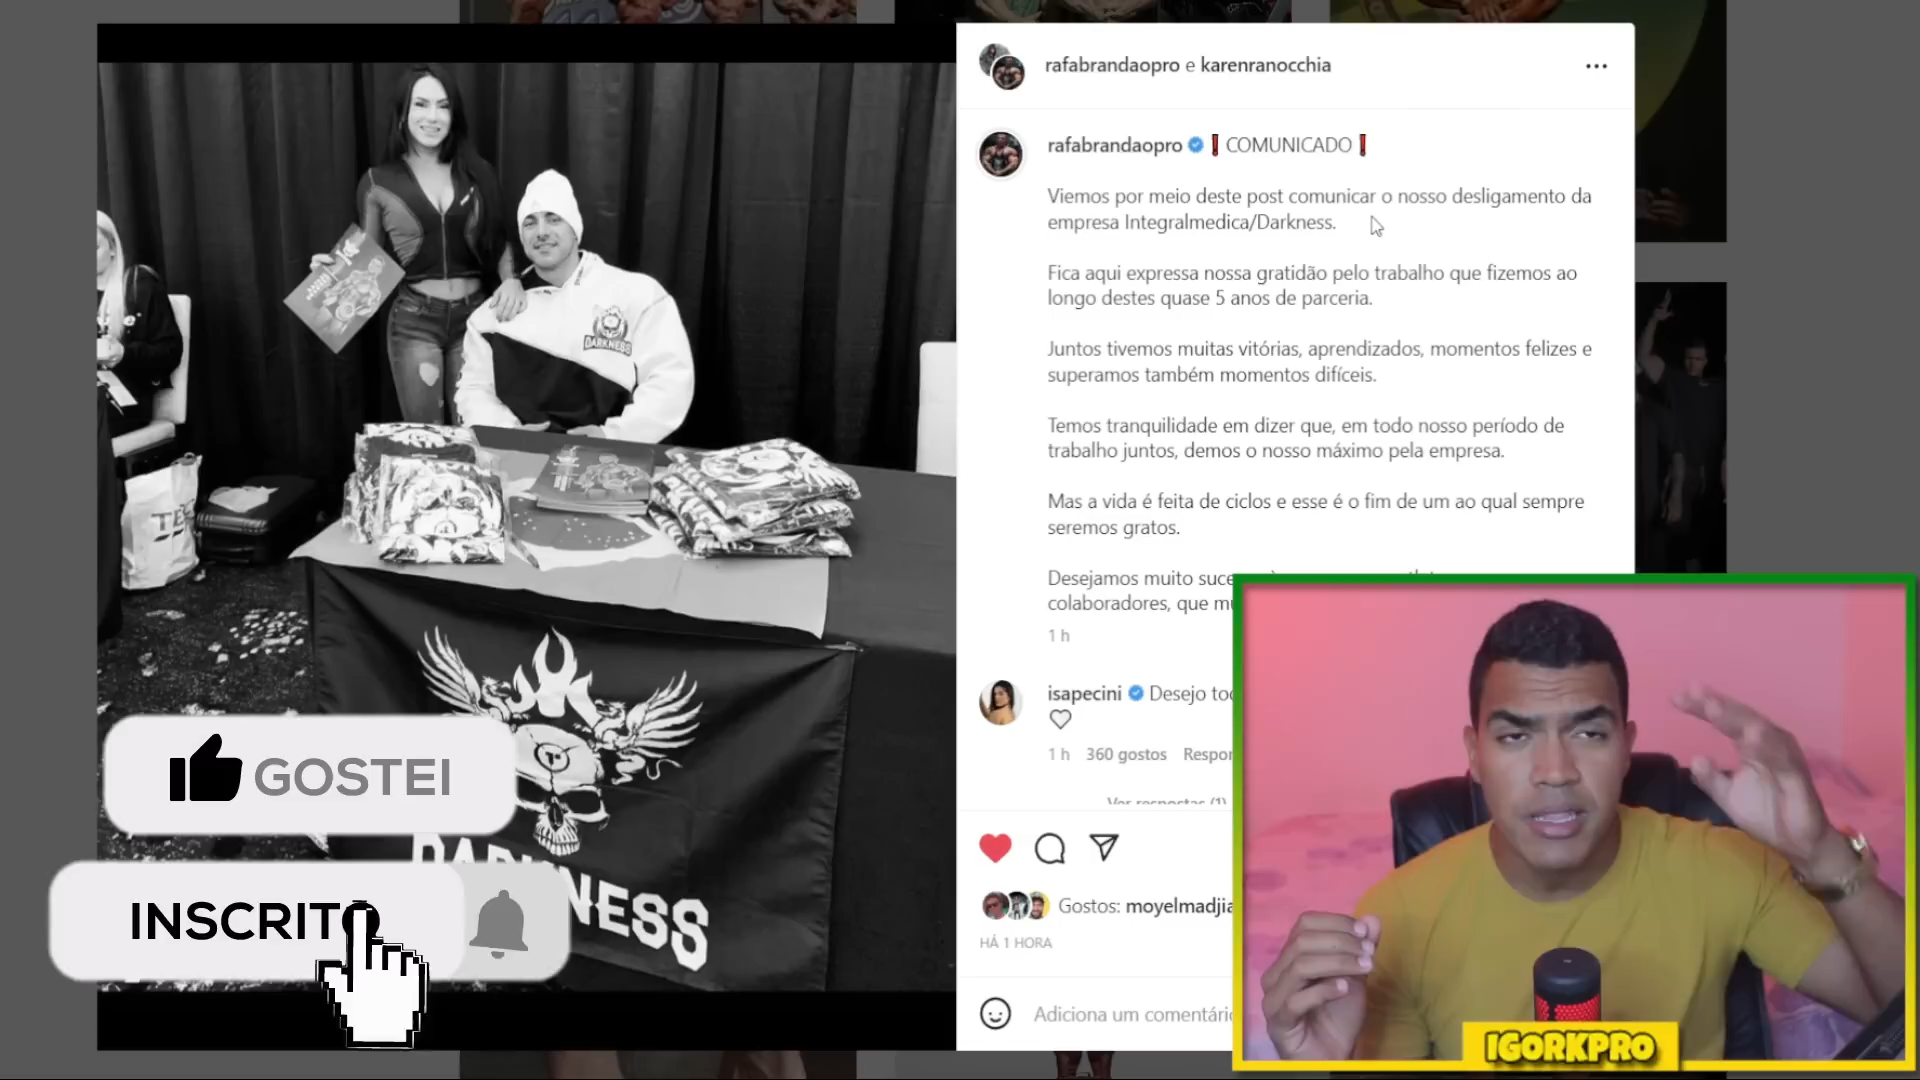 rafabrandaopro e karenranocchia
rafabrandaopro ❗COMUNICADO❗
Viemos por meio deste post comunicar o nosso desligamento da
empresa Integralmedica/Darkness.
Fica aqui expressa nossa gratidão pelo trabalho que fizemos ao
longo destes quase 5 anos de parceria.
Juntos tivemos muitas vitórias, aprendizados, momentos felizes e
superamos também momentos difíceis.
Temos tranquilidade em dizer que, em todo nosso período de
trabalho juntos, demos o nosso máximo pela empresa.
Mas a vida é feita de ciclos e esse é o fim de um ao qual sempre
seremos gratos.
Desejamos muito
colaboradores, que
1 h
isapecini Desejo
1 h 360 gostos
Ver respostas (1)
Gostos: moyelmadjia
HÁ 1 HORA
Adiciona um
DARKNESS
DARKNESS
GOSTEI
INSCRITO
IGORKPRO